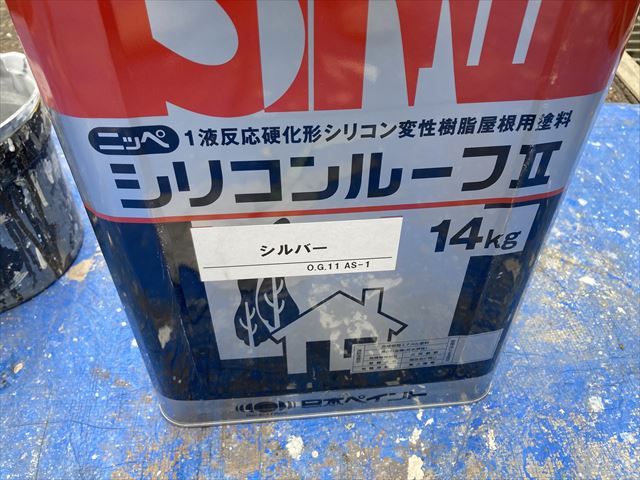 ニッペ 1液反応硬化形シリコン変性樹脂屋根用塗料
シリコンルーフⅡ
14kg
シルバー
O.G.11 AS-1
日本ペイント